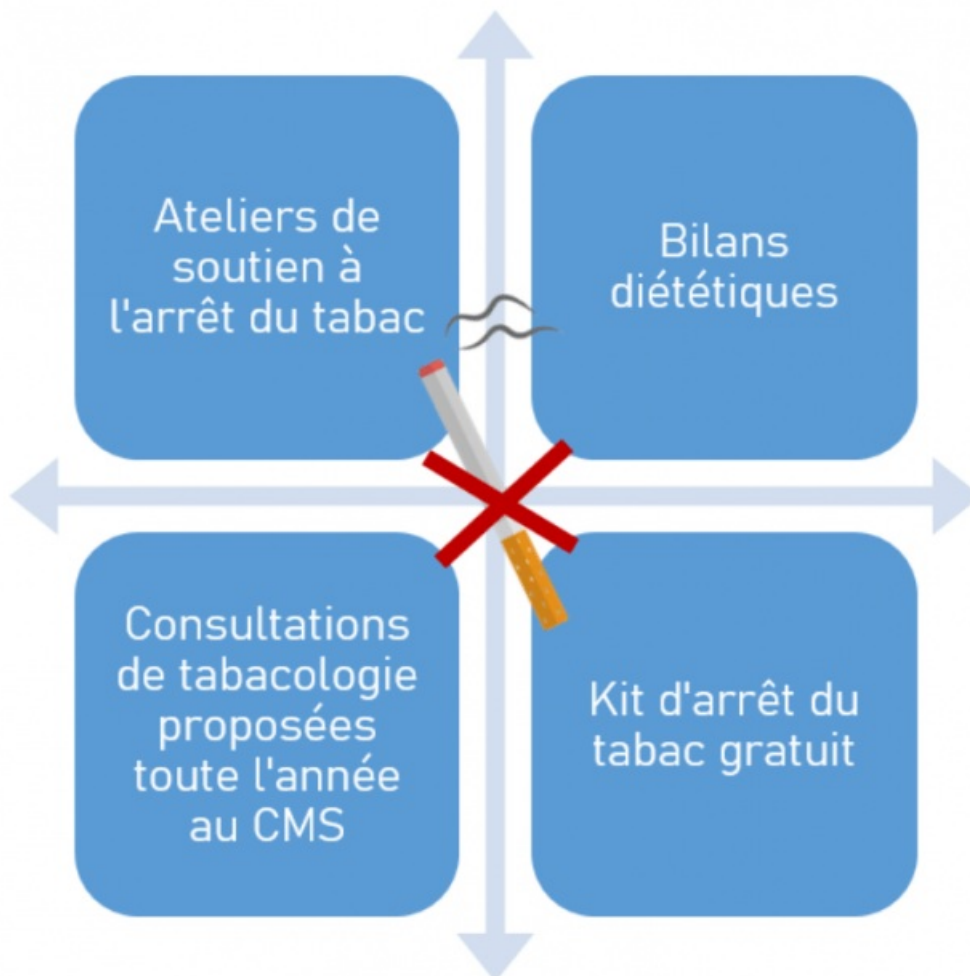 Ateliers de
soutien à
l'arrêt du tabac
Bilans
diététiques
Consultations
de tabacologie
proposées
toute l'année
au CMS
Kit d'arrêt du
tabac gratuit